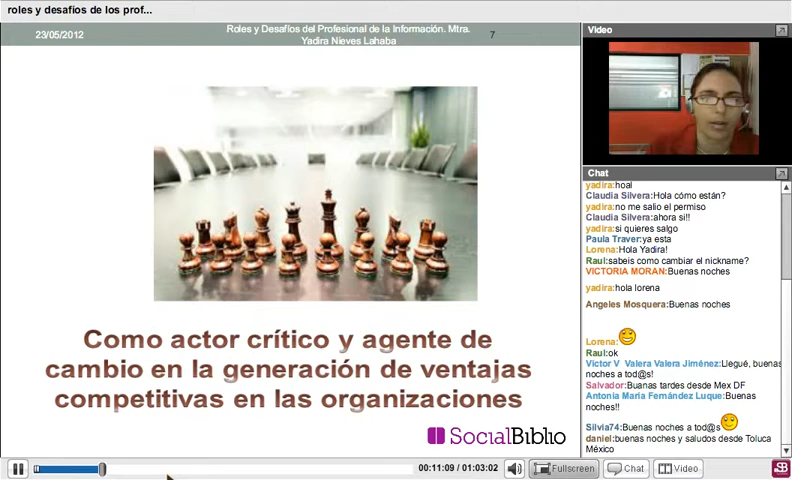 roles y desafíos de los prof...
23/05/2012
Roles y Desafíos del Profesional de la Información. Mtra.
Yadira Nieves Lahaba
7
Como actor crítico y agente de
cambio en la generación de ventajas
competitivas en las organizaciones
SocialBiblio
Video
Chat
yadira:hoal
Claudia Silvera:Hola cómo están?
yadira:no me salio el permiso
Claudia Silvera:ahora si!!
yadira:si quieres salgo
Paula Traver:ya esta
Lorena:Hola Yadira!
Raul:sabeis como cambiar el nickname?
VICTORIA MORAN:Buenas noches
yadira:hola lorena
Angeles Mosquera:Buenas noches
Lorena:
Raul:ok
Victor V Valera Valera Jiménez:Llegué, buenas
noches a tod@s!
Salvador:Buenas tardes desde Mex DF
Antonia Maria Fernández Luque:Buenas
noches!!
Silvia74:Buenas noches a tod@s
daniel:buenas noches y saludos desde Toluca
México
00:11:09 / 01:03:02
Fullscreen
Chat
Video
SB